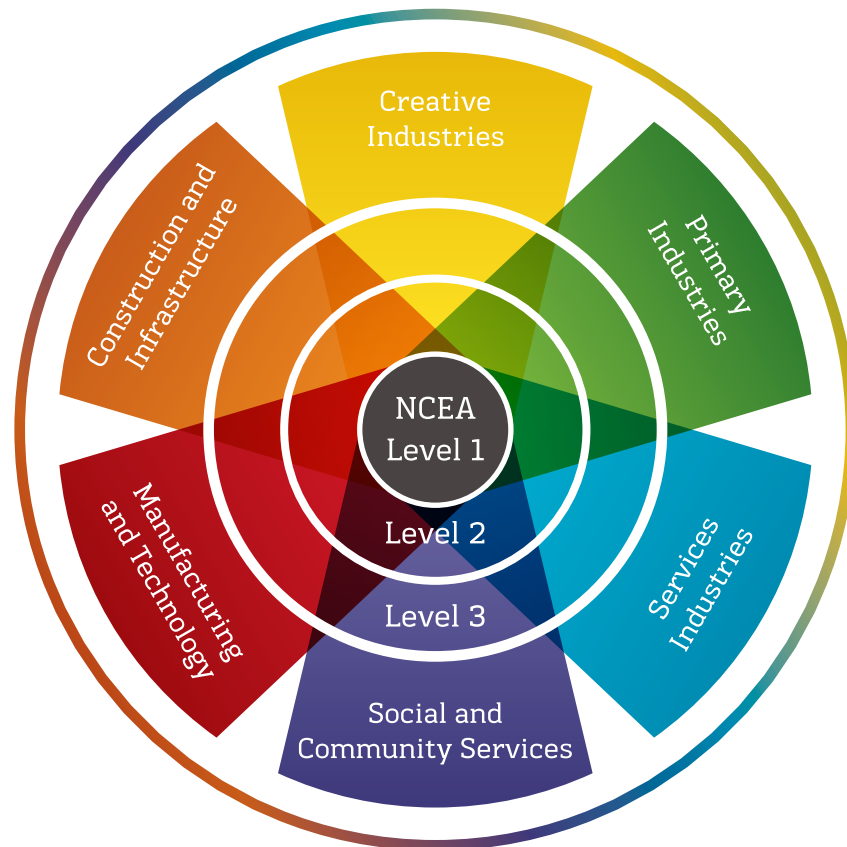 Creative
Industries
Primary
Industries
Services
Industries
Social and
Community Services
Manufacturing
and Technology
Construction and
Infrastructure
NCEA
Level 1
Level 2
Level 3